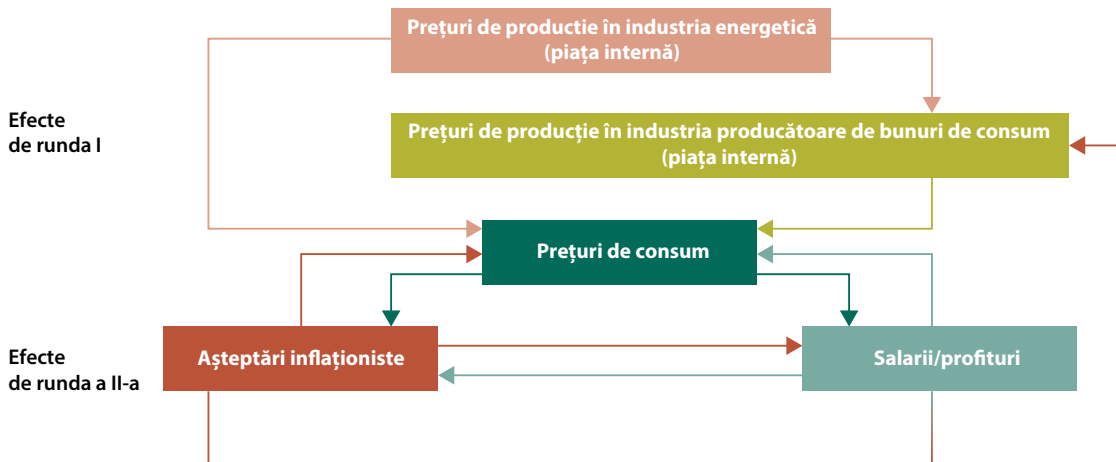 Prețuri de productie în industria energetică
(piața internă)
Efecte
de runda I
Prețuri de producție în industria producătoare de bunuri de consum
(piața internă)
Prețuri de consum
Efecte
de runda a II-a
Așteptări inflaționiste
Salarii/profituri